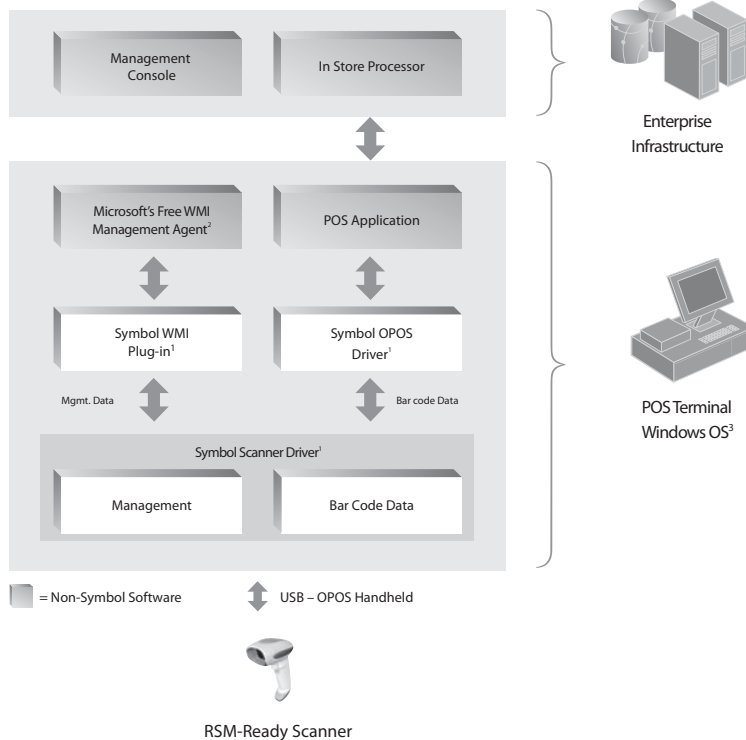 Management
Console
In Store Processor
Enterprise
Infrastructure
Microsoft's Free WMI
Management Agent²
POS Application
Symbol WMI
Plug-in¹
Symbol OPOS
Driver¹
Mgmt. Data
Bar code Data
POS Terminal
Windows OS³
Symbol Scanner Driver¹
Management
Bar Code Data
= Non-Symbol Software
USB – OPOS Handheld
RSM-Ready Scanner